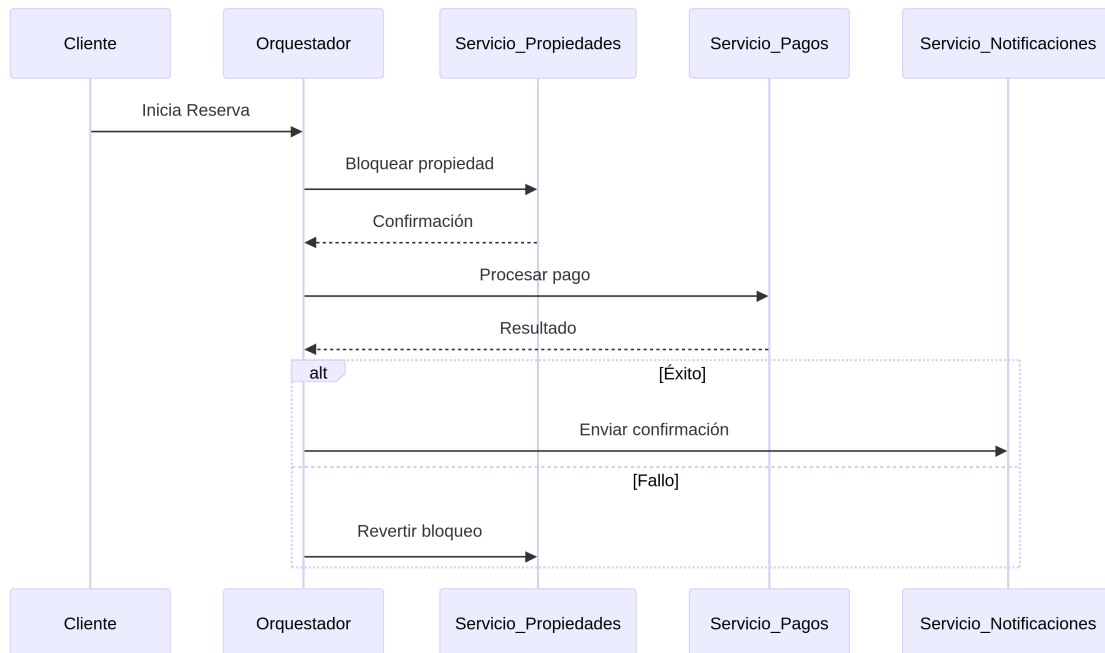 Cliente
Orquestador
Servicio_Propiedades
Servicio_Pagos
Servicio_Notificaciones
Inicia Reserva
Bloquear propiedad
Confirmación
Procesar pago
Resultado
alt
[Éxito]
Enviar confirmación
[Fallo]
Revertir bloqueo
Cliente
Orquestador
Servicio_Propiedades
Servicio_Pagos
Servicio_Notificaciones